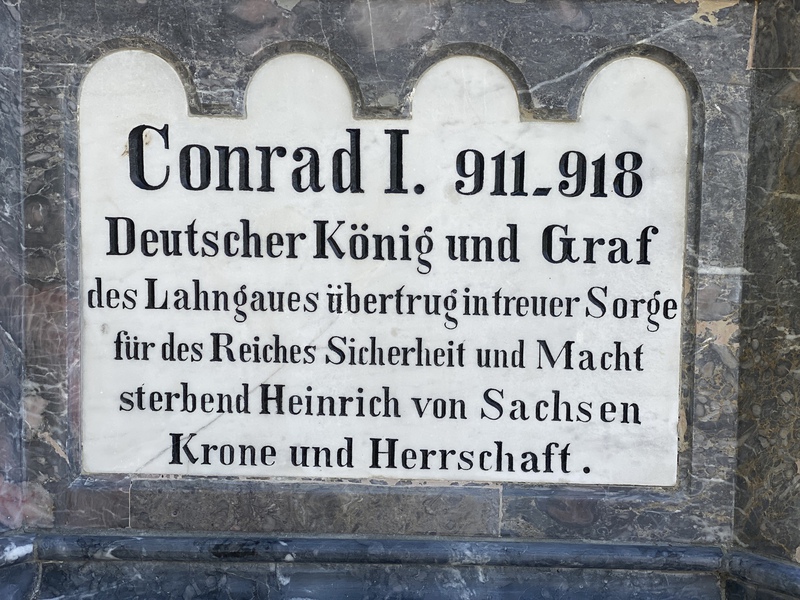 Conrad I. 911-918
Deutscher König und Graf
des Lahngaues übertrug in treuer Sorge
für des Reiches Sicherheit und Macht
sterbend Heinrich von Sachsen
Krone und Herrschaft.